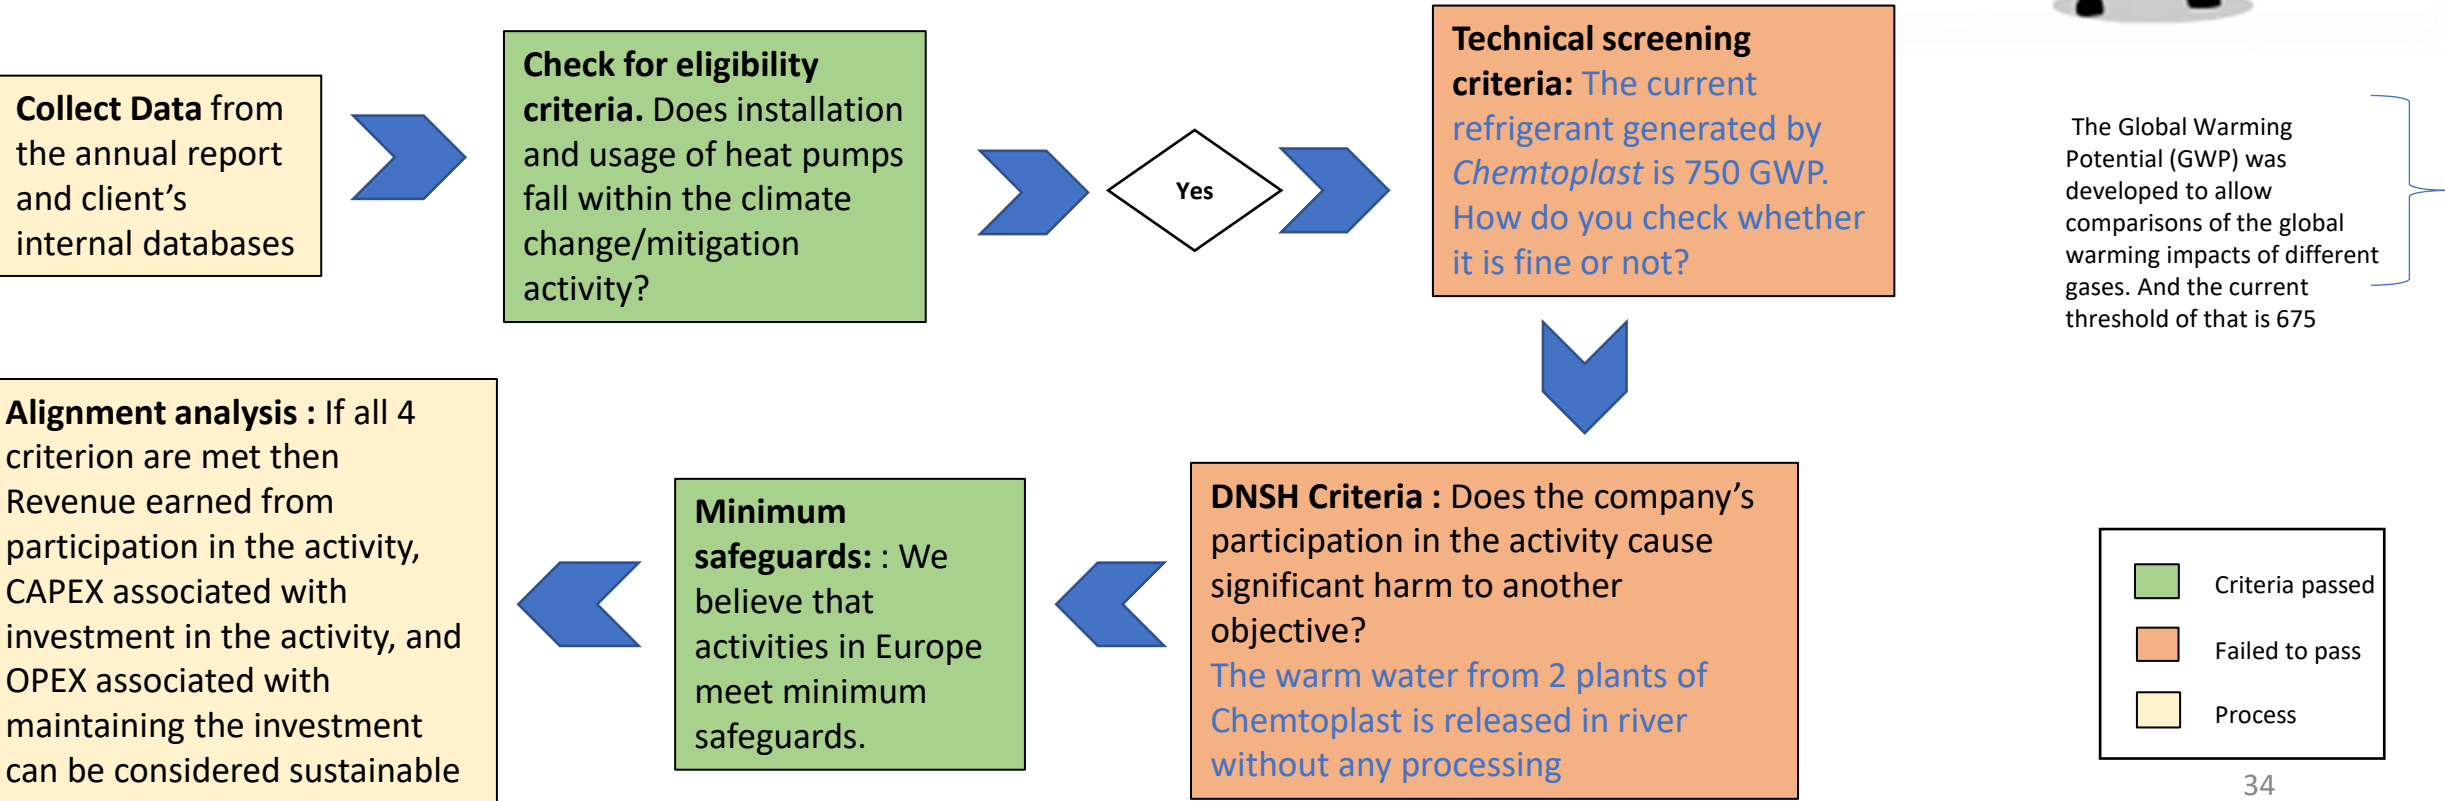 Collect Data from
the annual report
and client's
internal databases
Check for eligibility
criteria. Does installation
and usage of heat pumps
fall within the climate
change/mitigation
activity?
Yes
Technical screening
criteria: The current
refrigerant generated by
Chemtoplast is 750 GWP.
How do you check whether
it is fine or not?
The Global Warming
Potential (GWP) was
developed to allow
comparisons of the global
warming impacts of different
gases. And the current
threshold of that is 675
DNSH Criteria : Does the company's
participation in the activity cause
significant harm to another
objective?
The warm water from 2 plants of
Chemtoplast is released in river
without any processing
Minimum
safeguards: : We
believe that
activities in Europe
meet minimum
safeguards.
Alignment analysis : If all 4
criterion are met then
Revenue earned from
participation in the activity,
CAPEX associated with
investment in the activity, and
OPEX associated with
maintaining the investment
can be considered sustainable
Criteria passed
Failed to pass
Process
34